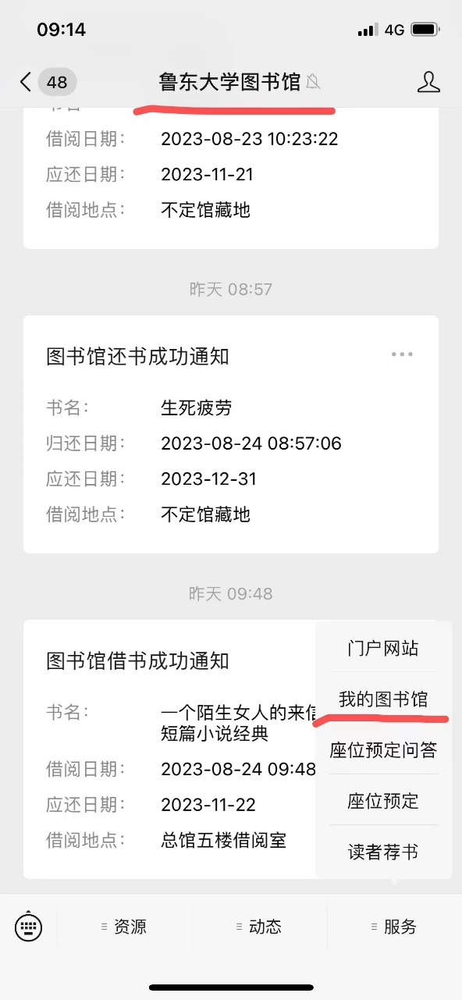 09:14
4G
48
鲁东大学图书馆
借阅日期：
2023-08-23 10:23:22
应还日期：
2023-11-21
借阅地点：
不定馆藏地
昨天 08:57
图书馆还书成功通知
书名：
生死疲劳
归还日期：
2023-08-24 08:57:06
应还日期：
2023-12-31
借阅地点：
不定馆藏地
昨天 09:48
图书馆借书成功通知
书名：
一个陌生女人的来信
短篇小说经典
借阅日期：
2023-08-24 09:48
应还日期：
2023-11-22
借阅地点：
总馆五楼借阅室
门户网站
我的图书馆
座位预定问答
座位预定
读者荐书
资源
动态
服务